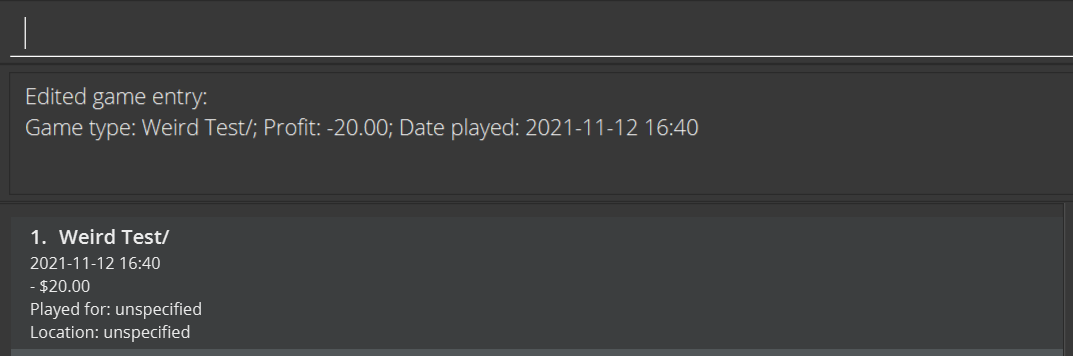 Edited game entry:
Game type: Weird Test/; Profit: -20.00; Date played: 2021-11-12 16:40
1. Weird Test/
2021-11-12 16:40
- $20.00
Played for: unspecified
Location: unspecified